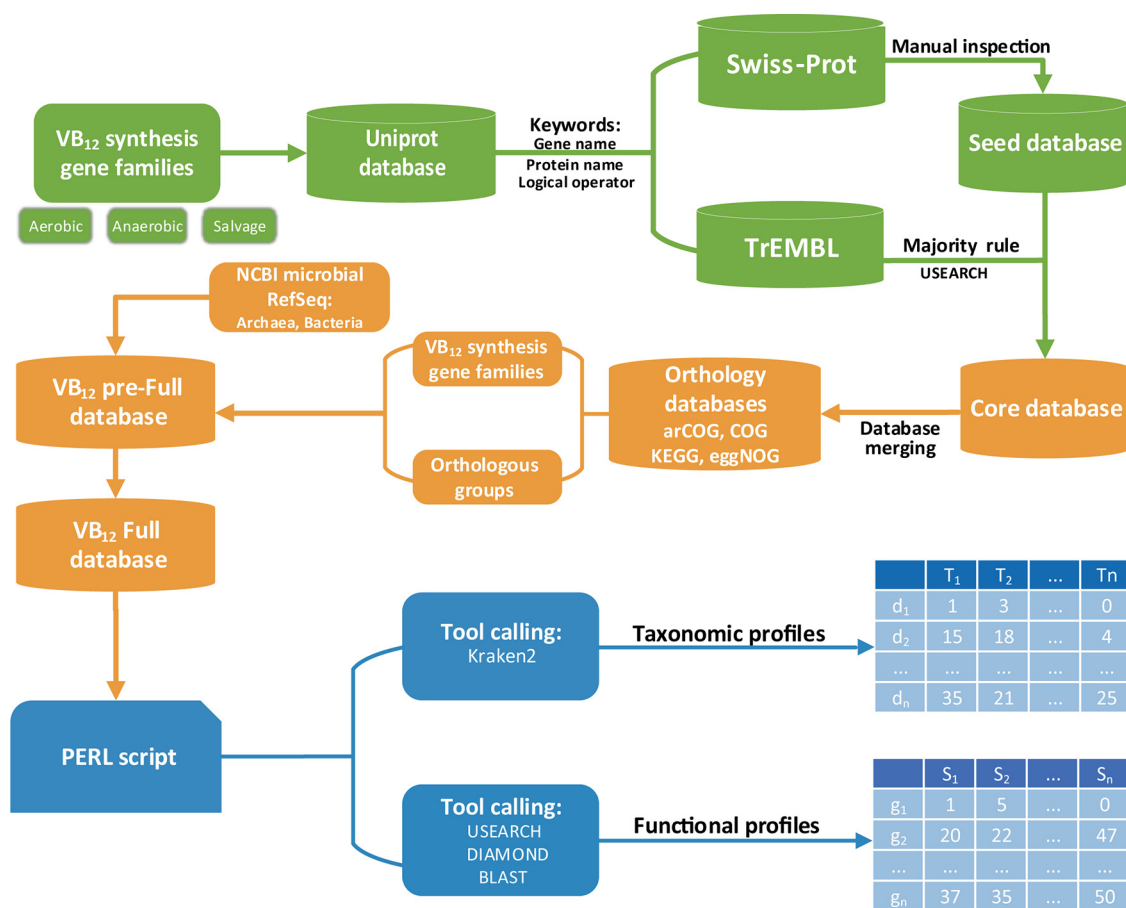 VB12 synthesis
gene families
Aerobic
Anaerobic
Salvage
Uniprot
database
Keywords:
Gene name
Protein name
Logical operator
Swiss-Prot
Manual inspection
Seed database
TrEMBL
Majority rule
USEARCH
NCBI microbial
RefSeq:
Archaea, Bacteria
VB12 pre-Full
database
VB12 synthesis
gene families
Orthologous
groups
Orthology
databases
arCOG, COG
KEGG, eggNOG
Database
merging
Core database
VB12 Full
database
PERL script
Tool calling:
Kraken2
Taxonomic profiles
T1 T2 ... Tn
d1 1 3 ... 0
d2 15 18 ... 4
... ... ... ...
dn 35 21 ... 25
Tool calling:
USEARCH
DIAMOND
BLAST
Functional profiles
S1 S2 ... Sn
g1 1 5 ... 0
g2 20 22 ... 47
... ... ... ...
gn 37 35 ... 50